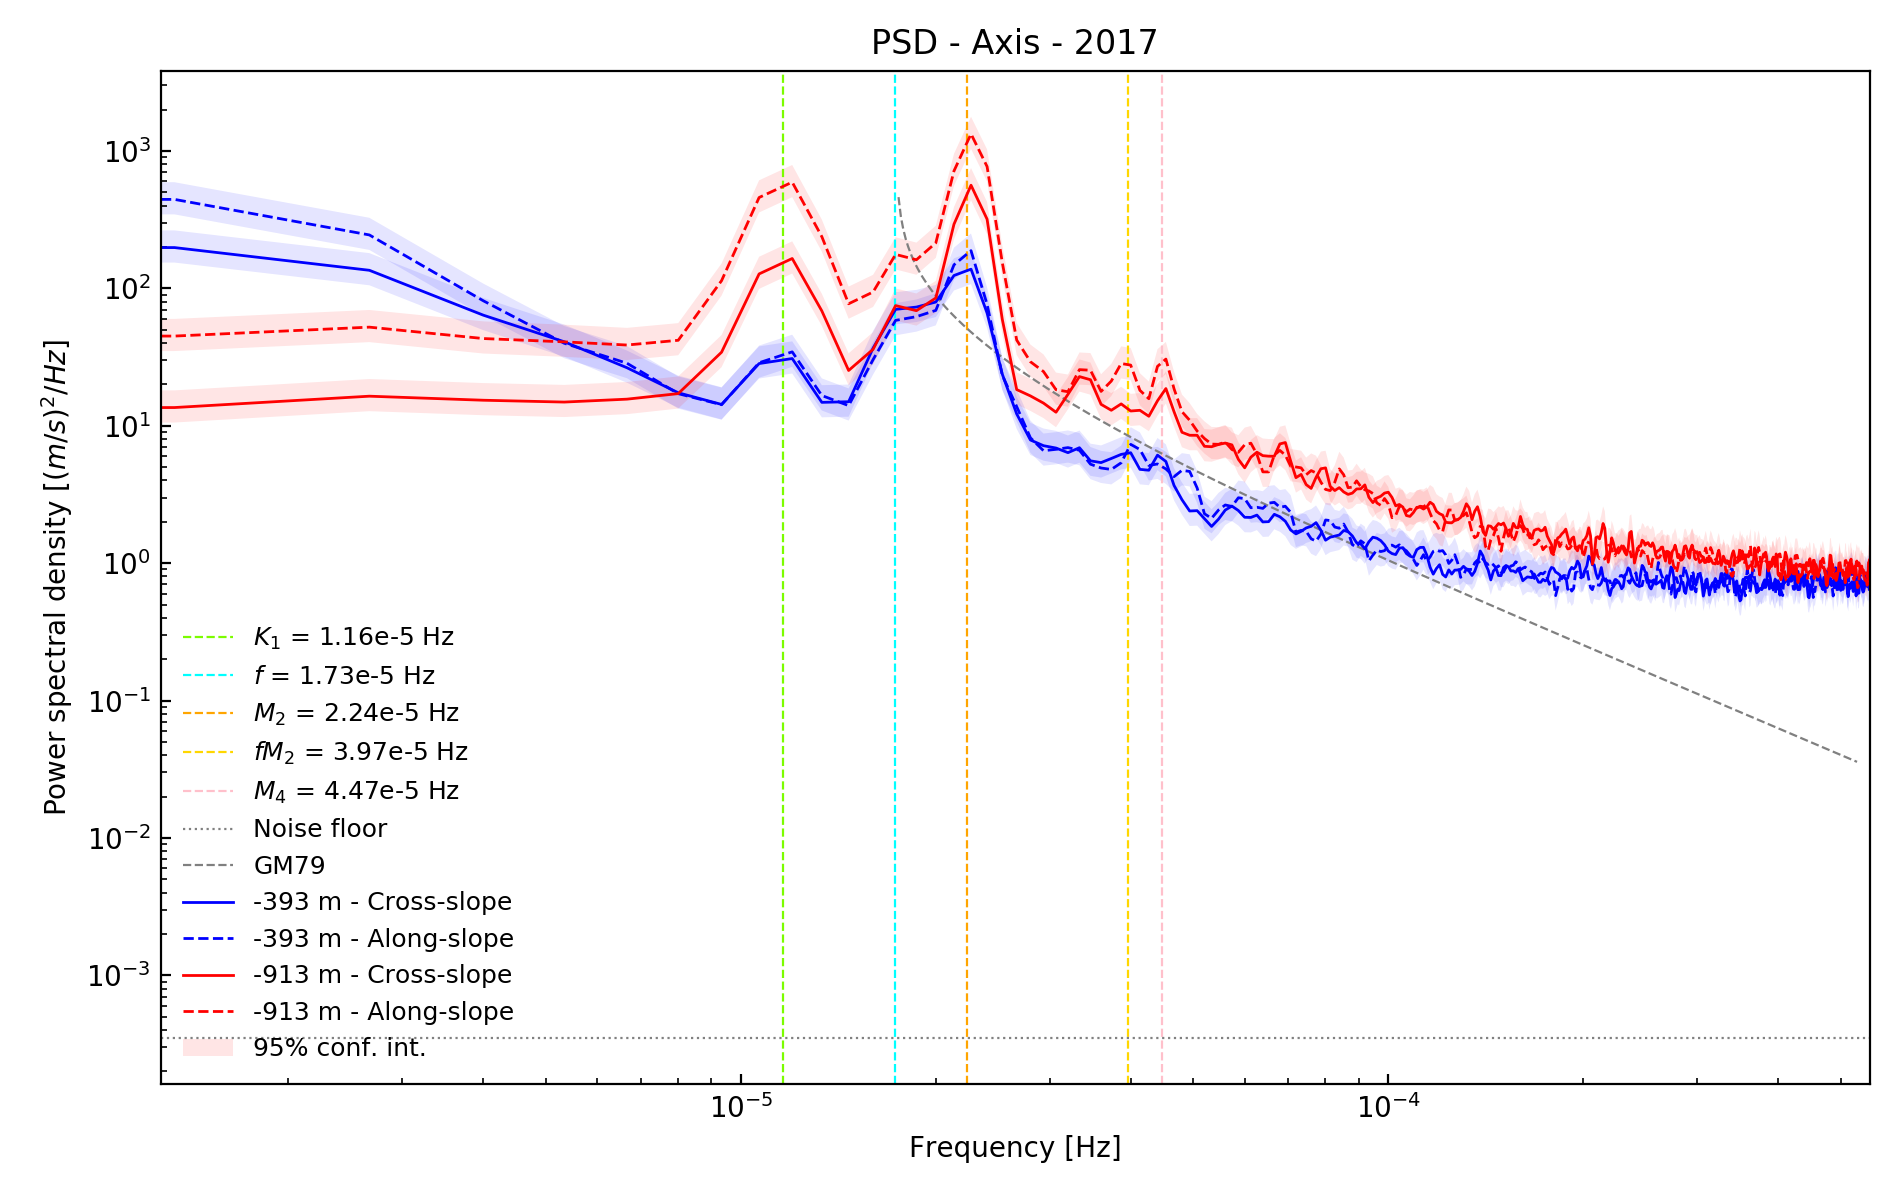 PSD - Axis - 2017
Power spectral density [(m/s)²/Hz]
10³
10²
10¹
10⁰
10⁻¹
10⁻²
10⁻³
K₁ = 1.16e-5 Hz
f = 1.73e-5 Hz
M₂ = 2.24e-5 Hz
fM₂ = 3.97e-5 Hz
M₄ = 4.47e-5 Hz
Noise floor
GM79
-393 m - Cross-slope
-393 m - Along-slope
-913 m - Cross-slope
-913 m - Along-slope
95% conf. int.
10⁻⁵
10⁻⁴
Frequency [Hz]